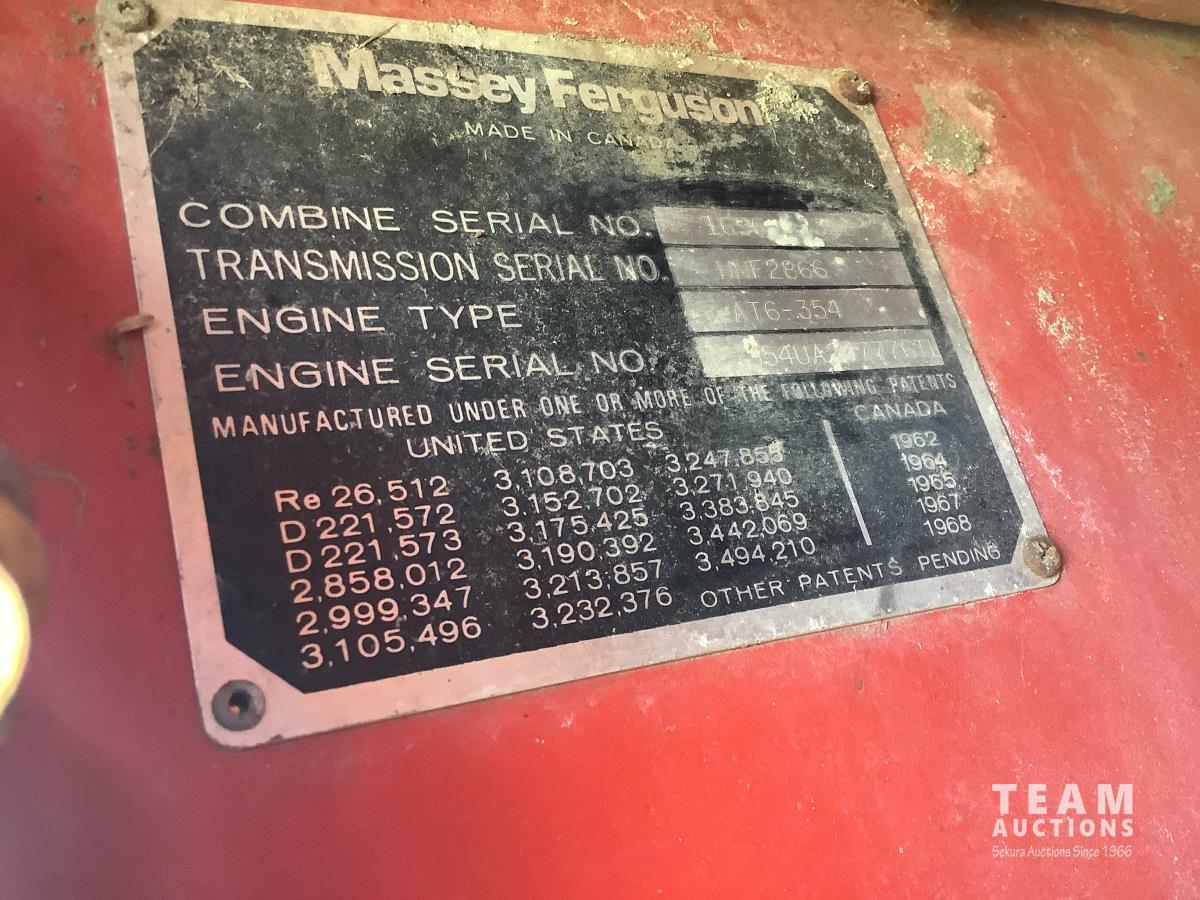 Massey Ferguson
MADE IN CANADA
COMBINE SERIAL NO.
TRANSMISSION SERIAL NO.
ENGINE TYPE AT6-354
ENGINE SERIAL NO.
MANUFACTURED UNDER ONE OR MORE OF THE FOLLOWING PATENTS
UNITED STATES CANADA
Re 26,512 3,108,703 3,247,855 1962
D 221,572 3,152,702 3,271,940 1964
D 221,573 3,175,425 3,383,845 1965
2,858,012 3,190,392 3,442,069 1967
2,999,347 3,213,857 3,494,210 1968
3,105,496 3,232,376 OTHER PATENTS PENDING
TEAM
AUCTIONS
Sekura Auctions Since 1966